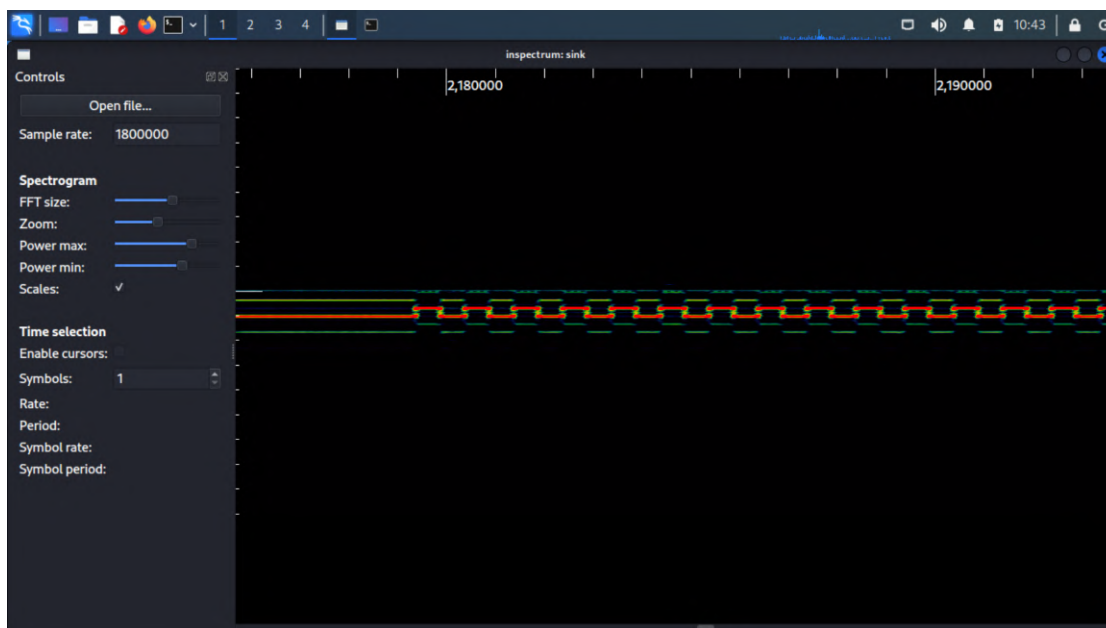 1 2 3 4 10:43
inspectrum: sink
Controls
Open file...
Sample rate: 1800000
Spectrogram
FFT size:
Zoom:
Power max:
Power min:
Scales:
Time selection
Enable cursors:
Symbols: 1
Rate:
Period:
Symbol rate:
Symbol period:
2,180000 2,190000